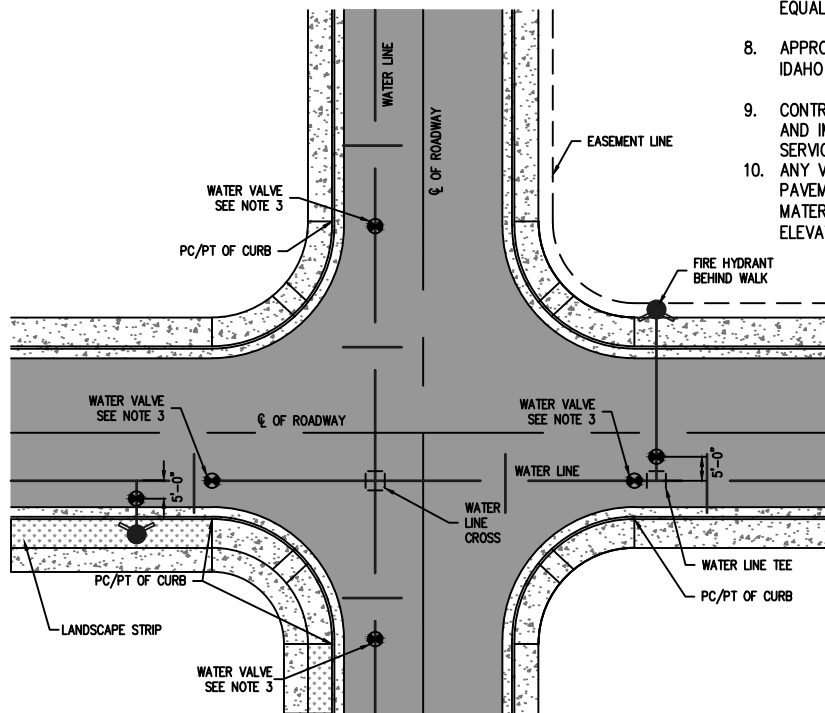 EQUAL
8. APPRO
IDAHO
9. CONTR
AND I
SERVIC
10. ANY V
PAVEM
MATER
ELEVA
WATER LINE
℄ OF ROADWAY
EASEMENT LINE
WATER VALVE
SEE NOTE 3
PC/PT OF CURB
FIRE HYDRANT
BEHIND WALK
WATER VALVE
SEE NOTE 3
℄ OF ROADWAY
WATER VALVE
SEE NOTE 3
5'-0"
WATER LINE
5'-0"
WATER
LINE
CROSS
WATER LINE TEE
PC/PT OF CURB
PC/PT OF CURB
LANDSCAPE STRIP
WATER VALVE
SEE NOTE 3